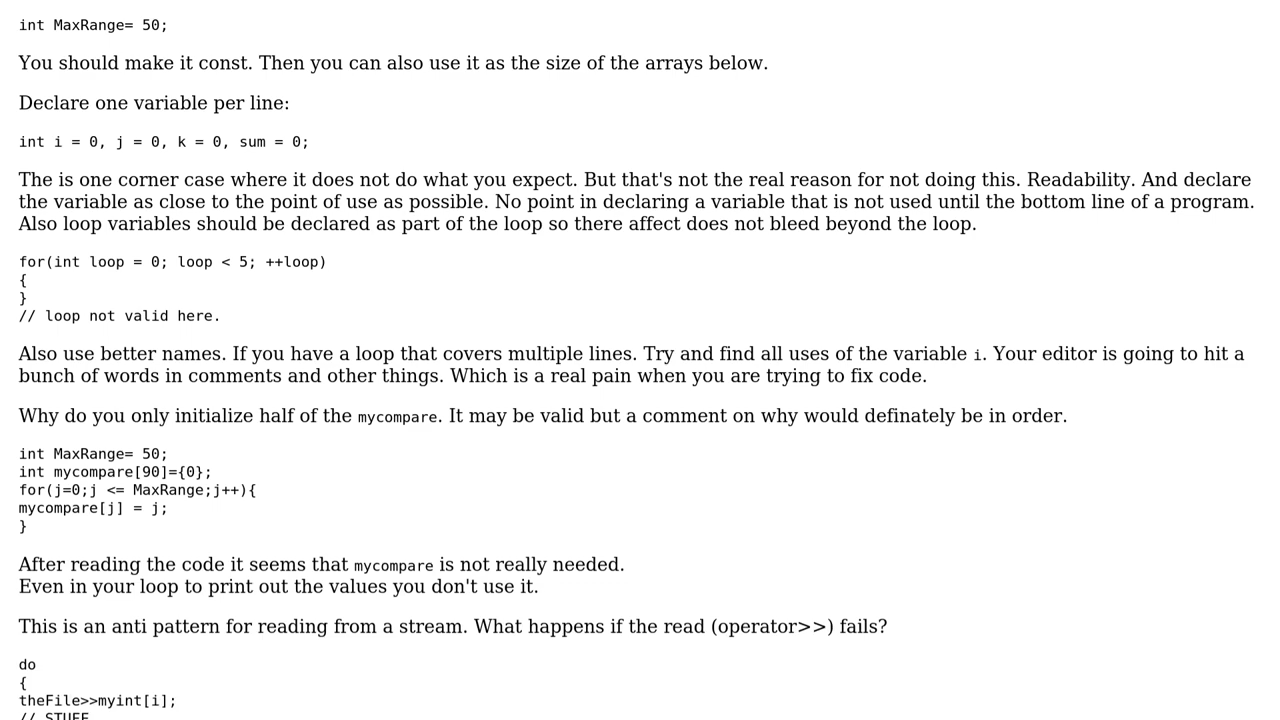 int MaxRange= 50;
You should make it const. Then you can also use it as the size of the arrays below.
Declare one variable per line:
int i = 0, j = 0, k = 0, sum = 0;
The is one corner case where it does not do what you expect. But that's not the real reason for not doing this. Readability. And declare
the variable as close to the point of use as possible. No point in declaring a variable that is not used until the bottom line of a program.
Also loop variables should be declared as part of the loop so there affect does not bleed beyond the loop.
for(int loop = 0; loop < 5; ++loop)
{
}
// loop not valid here.
Also use better names. If you have a loop that covers multiple lines. Try and find all uses of the variable i. Your editor is going to hit a
bunch of words in comments and other things. Which is a real pain when you are trying to fix code.
Why do you only initialize half of the mycompare. It may be valid but a comment on why would definately be in order.
int MaxRange= 50;
int mycompare[90]={0};
for(j=0;j <= MaxRange;j++){
mycompare[j] = j;
}
After reading the code it seems that mycompare is not really needed.
Even in your loop to print out the values you don't use it.
This is an anti pattern for reading from a stream. What happens if the read (operator>>) fails?
do
{
theFile>>myint[i];
// STUFF